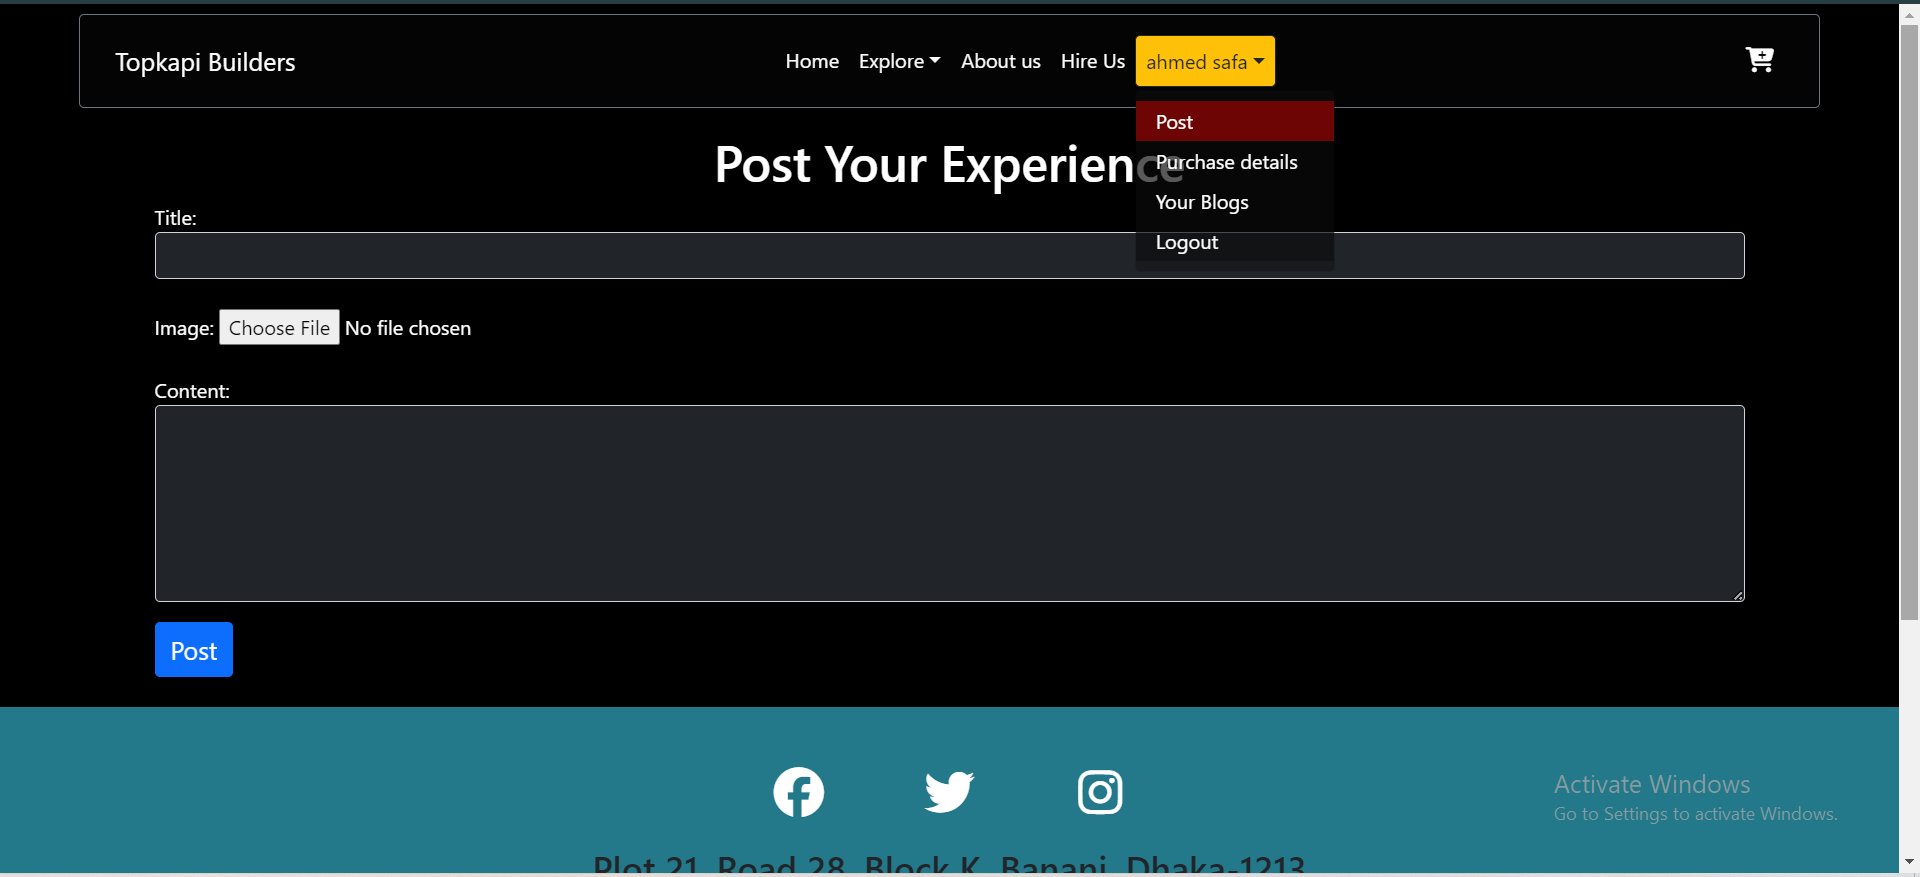 Topkapi Builders
Home
Explore
About us
Hire Us
ahmed safa
Post
Purchase details
Your Blogs
Logout
Post Your Experience
Title:
Image: Choose File No file chosen
Content:
Post
Activate Windows
Go to Settings to activate Windows.
Plot 21, Road 28, Block K, Banani, Dhaka-1213